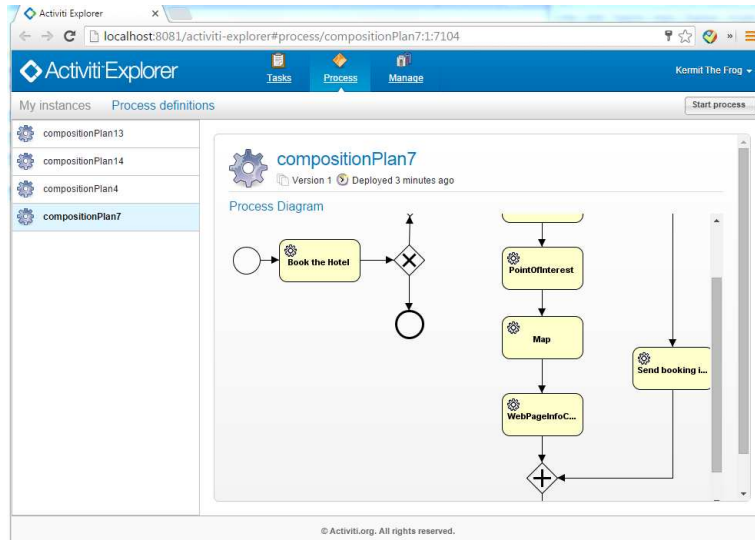 Activiti Explorer
localhost:8081/activiti-explorer#process/compositionPlan7:1:7104
Activiti Explorer
Tasks
Process
Manage
Kermit The Frog
My instances
Process definitions
Start process
compositionPlan13
compositionPlan14
compositionPlan4
compositionPlan7
compositionPlan7
Version 1
Deployed 3 minutes ago
Process Diagram
Book the Hotel
PointOfInterest
Map
Send booking i...
WebPageInfoC...
© Activiti.org. All rights reserved.